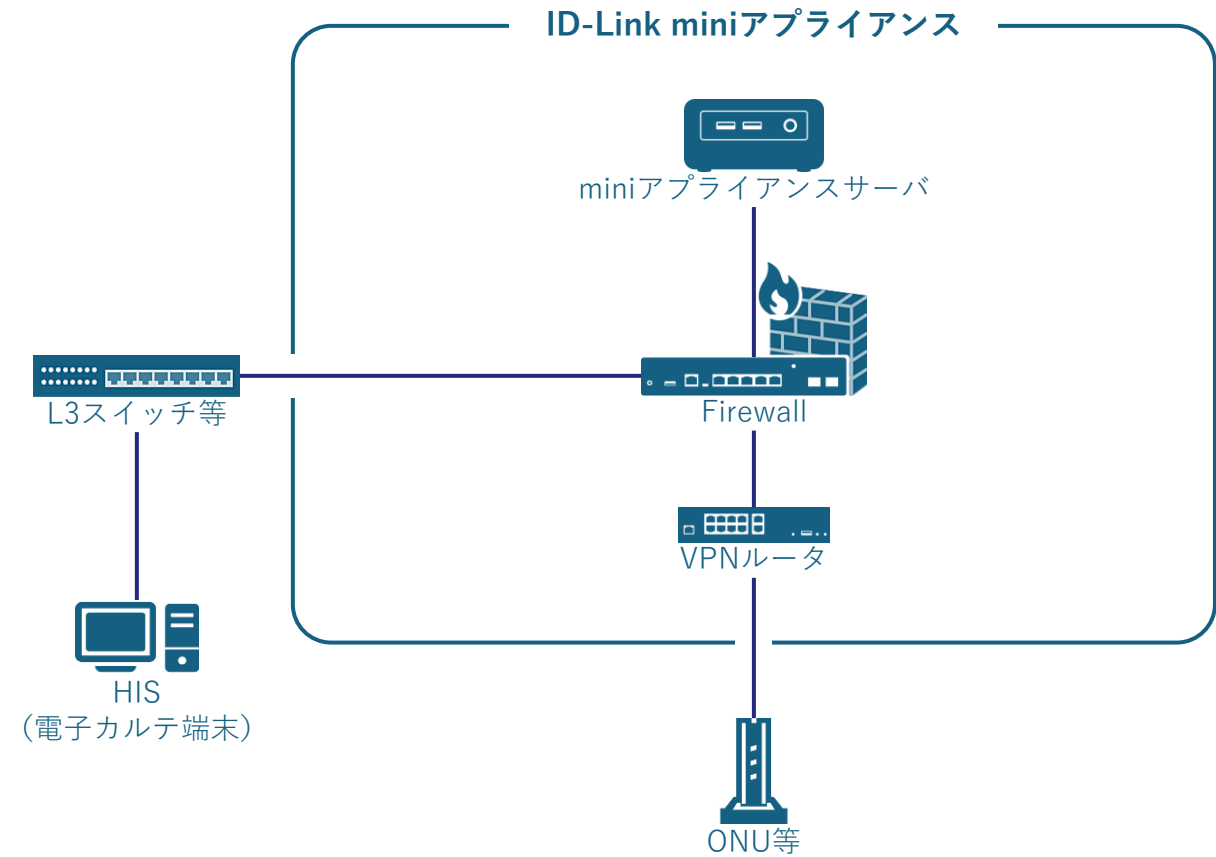 ID-Link miniアプライアンス
miniアプライアンスサーバ
L3スイッチ等
Firewall
VPNルータ
HIS
（電子カルテ端末）
ONU等